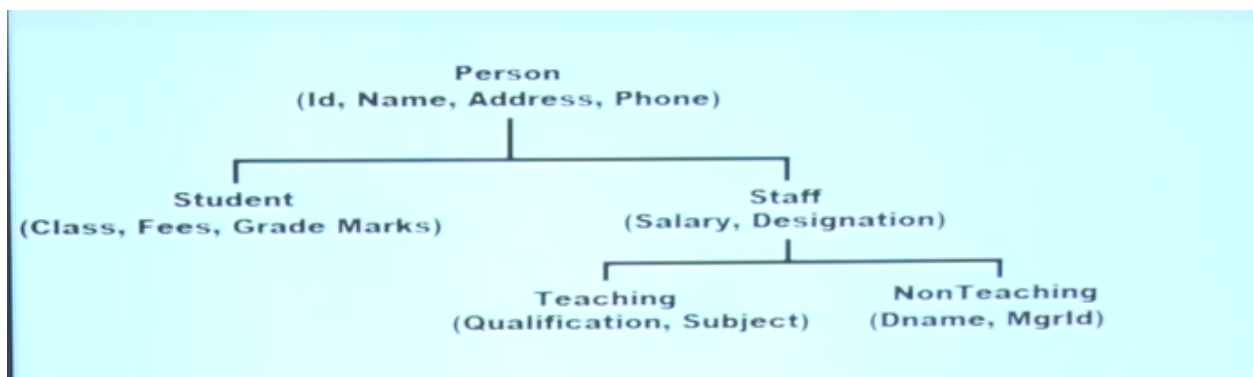 Person
(Id, Name, Address, Phone)
Student
(Class, Fees, Grade Marks)
Staff
(Salary, Designation)
Teaching
(Qualification, Subject)
NonTeaching
(Dname, MgrId)